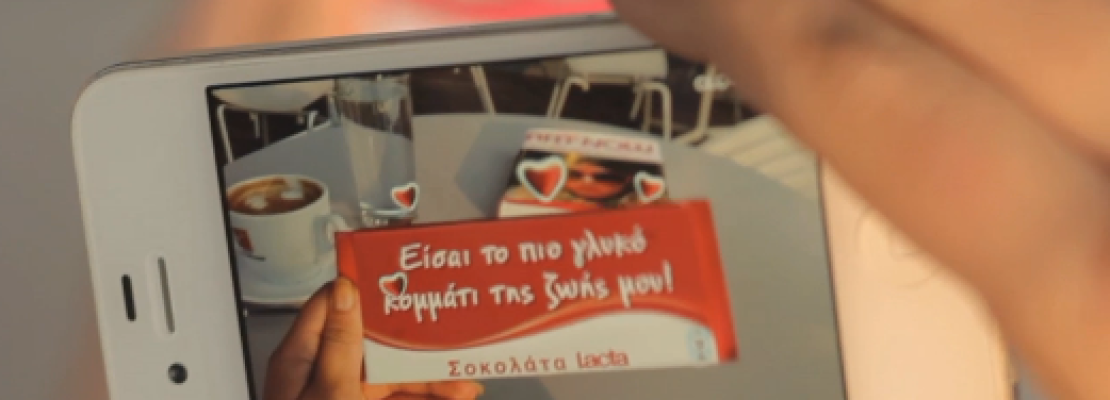 Είσαι το πιο γλυκό
κομμάτι της ζωής μου!
Σοκολάτα lacta